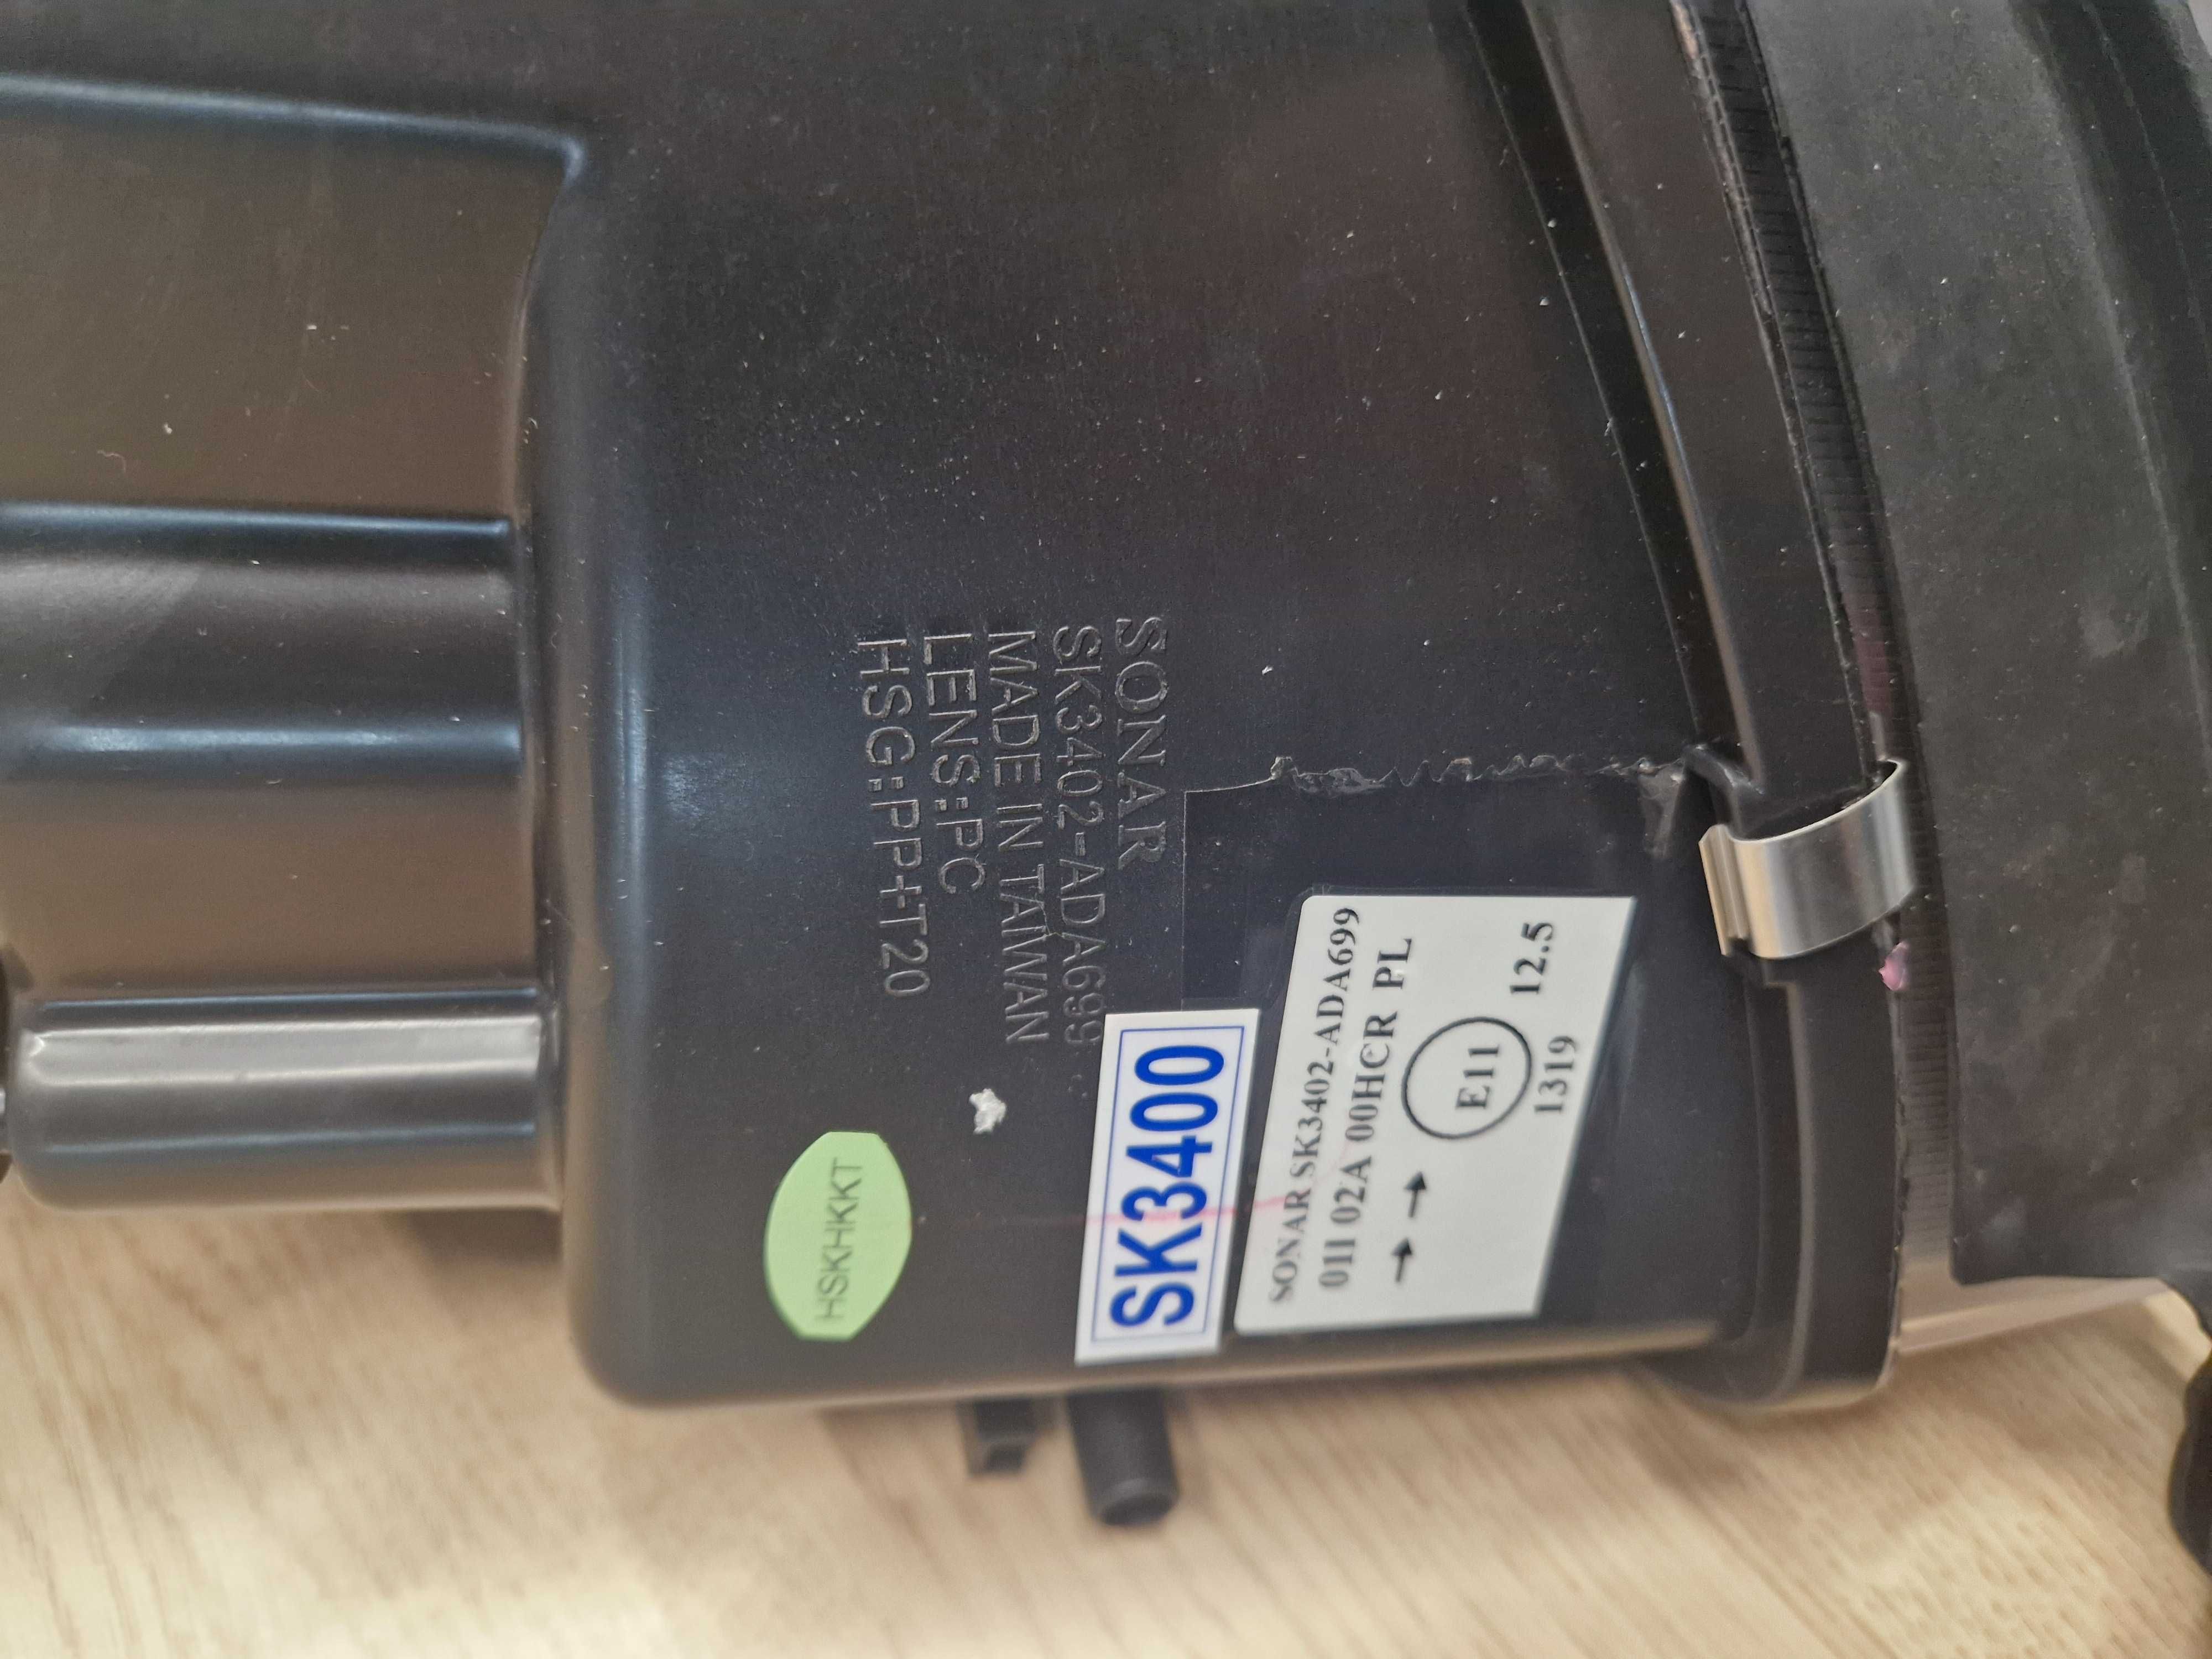 SONAR
SK3402-ADA699
MADE IN TAIWAN
LENS:PC
HSG:PP+T20
HSKHKKT
SK3400
SONAR SK3402-ADA699
011 02A 00HCR PL
→ →
E11
12.5
1319